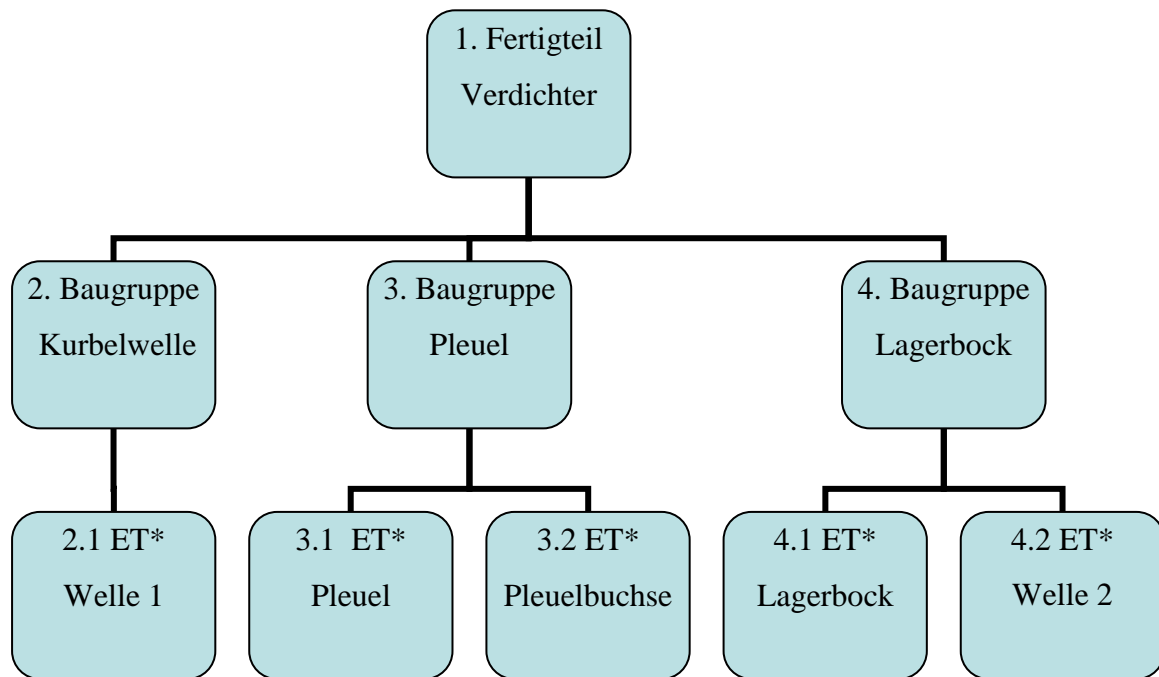 1. Fertigteil
Verdichter
2. Baugruppe
Kurbelwelle
3. Baugruppe
Pleuel
4. Baugruppe
Lagerbock
2.1 ET*
Welle 1
3.1 ET*
Pleuel
3.2 ET*
Pleuelbuchse
4.1 ET*
Lagerbock
4.2 ET*
Welle 2